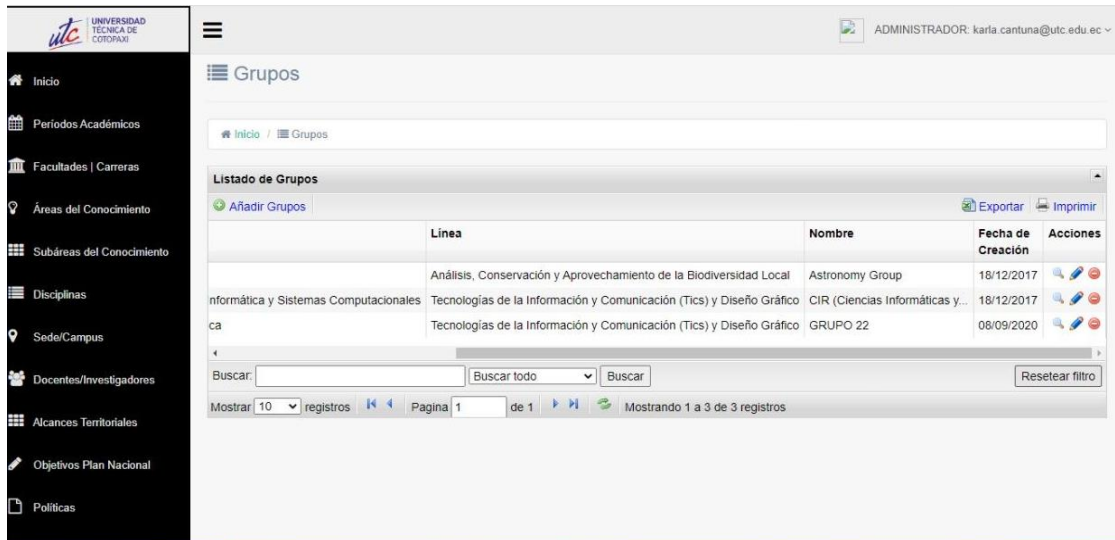 utc UNIVERSIDAD
TÉCNICA DE
COTOPAXI
ADMINISTRADOR: karla.cantuna@utc.edu.ec
Inicio
Períodos Académicos
Facultades | Carreras
Áreas del Conocimiento
Subáreas del Conocimiento
Disciplinas
Sede/Campus
Docentes/Investigadores
Alcances Territoriales
Objetivos Plan Nacional
Políticas
Grupos
Inicio / Grupos
Listado de Grupos
Añadir Grupos Exportar Imprimir
Línea Nombre Fecha de Creación Acciones
Análisis, Conservación y Aprovechamiento de la Biodiversidad Local Astronomy Group 18/12/2017
nformática y Sistemas Computacionales Tecnologías de la Información y Comunicación (Tics) y Diseño Gráfico CIR (Ciencias Informáticas y... 18/12/2017
ca Tecnologías de la Información y Comunicación (Tics) y Diseño Gráfico GRUPO 22 08/09/2020
Buscar: Buscar todo Buscar Resetear filtro
Mostrar 10 registros Pagina 1 de 1 Mostrando 1 a 3 de 3 registros